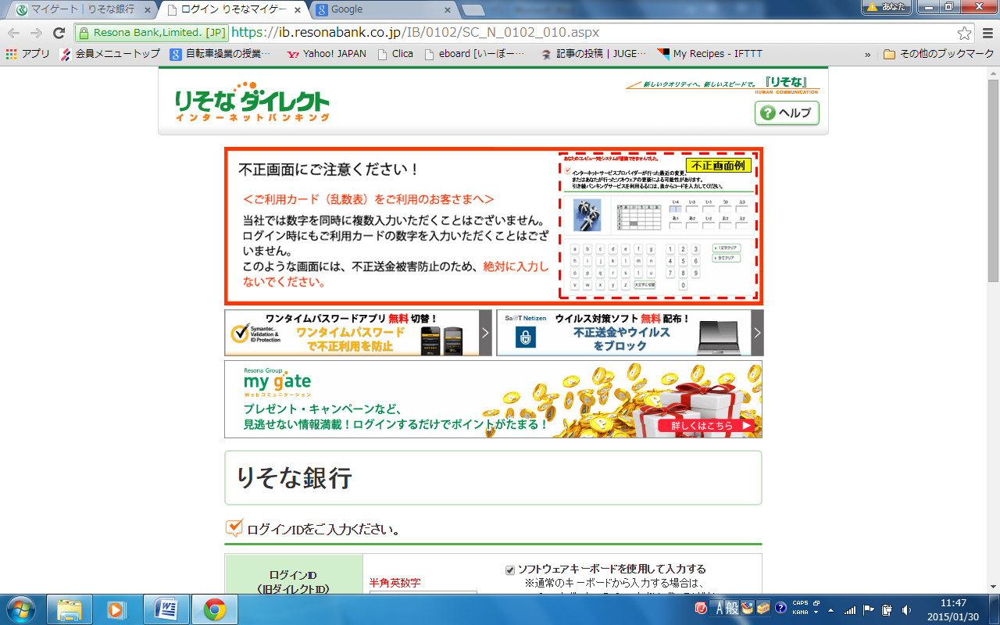 マイゲート | りそな銀行
ログイン りそなマイゲー
Google
あなた
Resona Bank,Limited. [JP]
https://ib.resonabank.co.jp/IB/0102/SC_N_0102_010.aspx
アプリ
会員メニュートップ
自転車操業の授業…
Yahoo! JAPAN
Clica
eboard [いーぼー…
記事の投稿 | JUGE…
My Recipes - IFTTT
»
その他のブックマーク
りそなダイレクト
インターネットバンキング
新しいクオリティへ、新しいスピードで。
『りそな』
HUMAN COMMUNICATION
ヘルプ
不正画面にご注意ください！
＜ご利用カード（乱数表）をご利用のお客さまへ＞
当社では数字を同時に複数入力いただくことはございません。
ログイン時にもご利用カードの数字を入力いただくことはござ
いません。
このような画面には、不正送金被害防止のため、絶対に入力し
ないでください。
あなたのコンピュータをシステムが認識できませんでした。
不正画面例
インターネット・サービスプロバイダーが行った最近の変更、
またはあなたが行ったソフトウェアの更新による可能性があります。
引き続バンキングサービスを利用るるには、表からコードを入力してください。
い4 い3 い1 う3 え3
あ1 あ2 い2 お2 え2
a b c d e f g 1 2 3
h i j k l m n 4 5 6
o p q r s t u 7 8 9
v w x y z 大文字に切替 0
1文字クリア
全てクリア
ワンタイムパスワードアプリ 無料 切替！
Symantec.
Validation &
ID Protection
ワンタイムパスワード
で不正利用を防止
SaAT Netizen
ウイルス対策ソフト 無料 配布！
不正送金やウイルス
をブロック
Resona Group
my gate
Webコミュニケーション
プレゼント・キャンペーンなど、
見逃せない情報満載！ログインするだけでポイントがたまる！
詳しくはこちら
りそな銀行
ログインIDをご入力ください。
ログインID
（旧ダイレクトID）
半角英数字
ソフトウェアキーボードを使用して入力する
※通常のキーボードから入力する場合は、
A 般
CAPS
KANA
11:47
2015/01/30